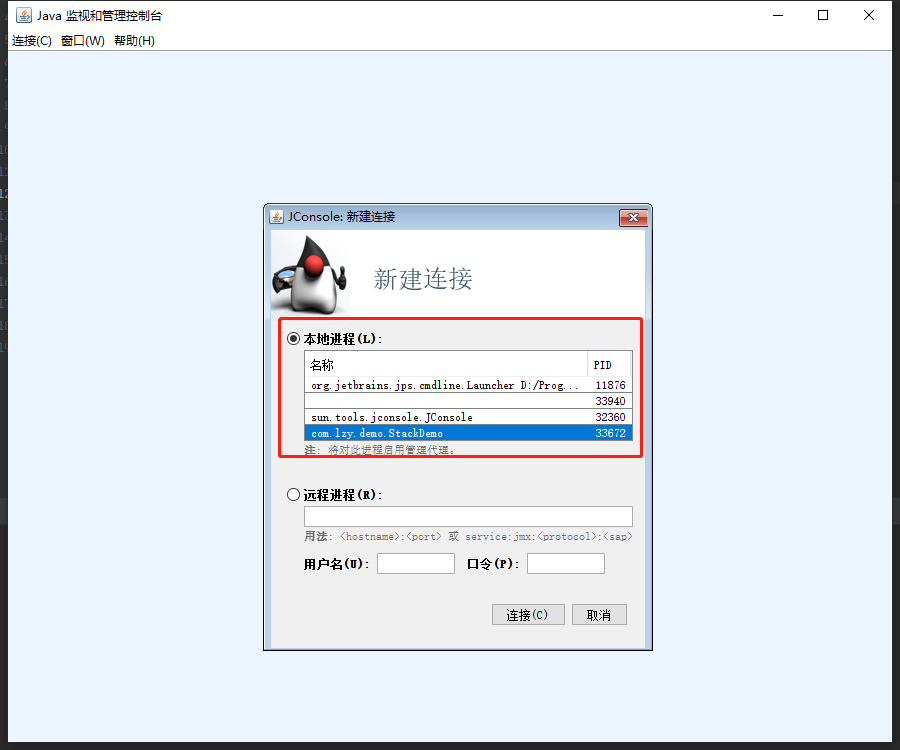 Java 监视和管理控制台
连接(C) 窗口(W) 帮助(H)
JConsole: 新建连接
新建连接
本地进程(L):
名称 PID
org.jetbrains.jps.cmdline.Launcher D:/Prog... 11876
33940
sun.tools.jconsole.JConsole 32360
com.lzy.demo.StackDemo 33672
注: 将对此进程启用管理代理。
远程进程(R):
用法: <hostname>:<port> 或 service:jmx:<protocol>:<sap>
用户名(U): 口令(P):
连接(C) 取消